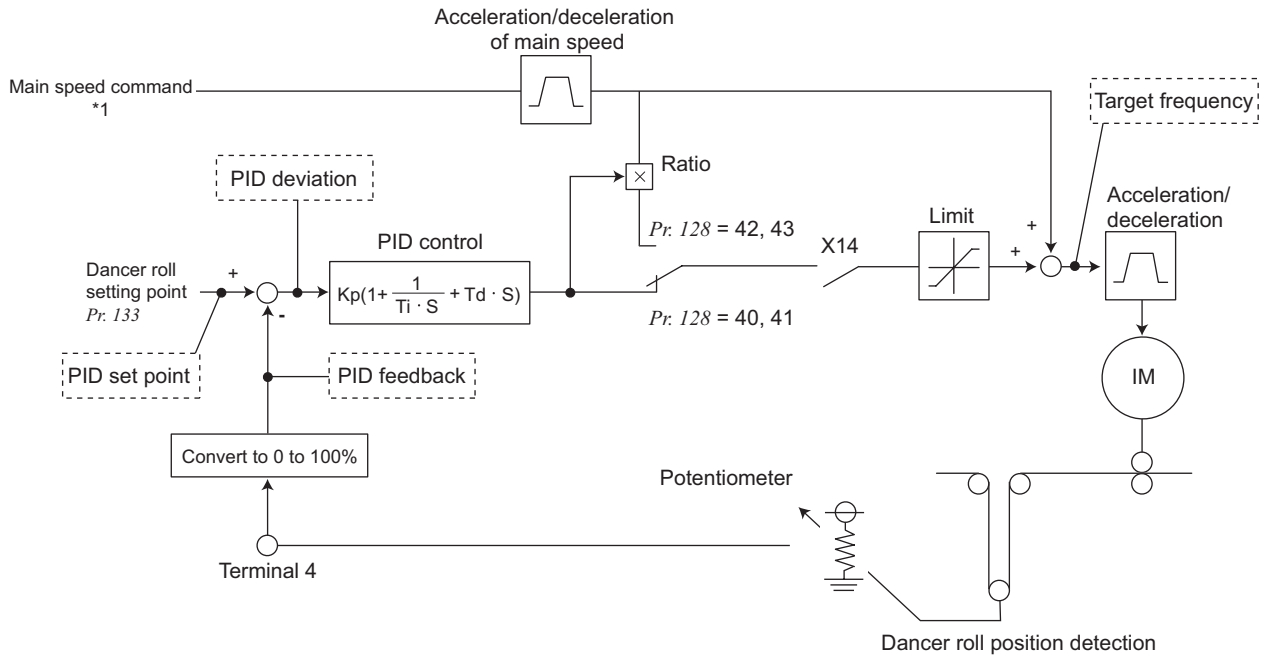 Acceleration/deceleration
of main speed
Main speed command
*1
Target frequency
PID deviation
Ratio
Acceleration/
deceleration
Pr. 128 = 42, 43
Limit
PID control
X14
+
+
Dancer roll
setting point
Pr. 133
+
-
Kp(1+ 1/(Ti · S) + Td · S)
×
Pr. 128 = 40, 41
PID set point
PID feedback
IM
Convert to 0 to 100%
Potentiometer
Terminal 4
Dancer roll position detection